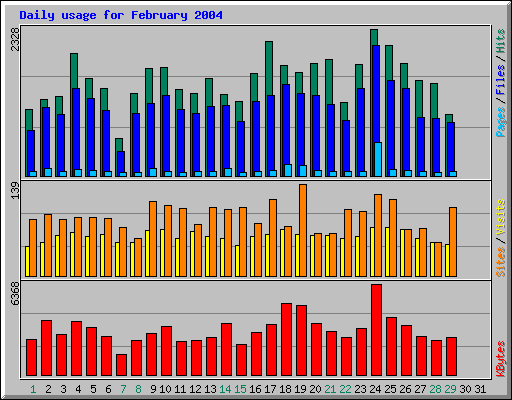 Daily usage for February 2004
2328
Pages / Files / Hits
139
Sites / Visits
6368
KBytes
1 2 3 4 5 6 7 8 9 10 11 12 13 14 15 16 17 18 19 20 21 22 23 24 25 26 27 28 29 30 31